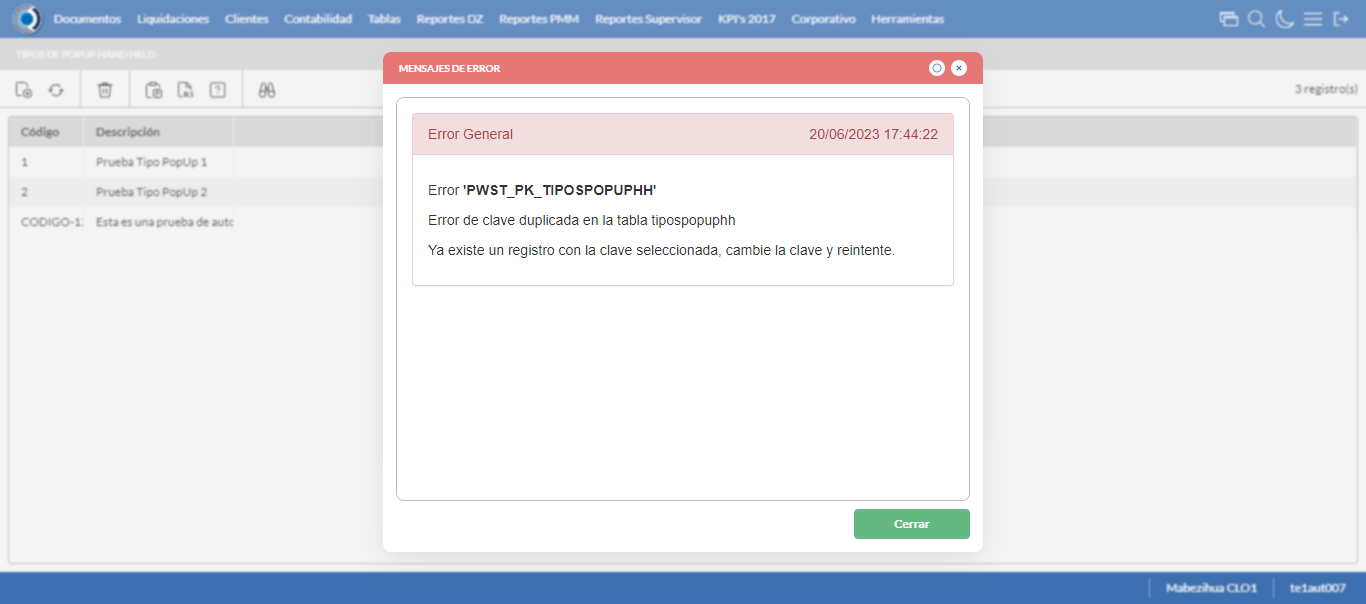 Documentos Liquidaciones Clientes Contabilidad Tablas Reportes DZ Reportes PMM Reportes Supervisor KPI's 2017 Corporativo Herramientas
TIPOS DE POPUP HAND HELD
MENSAJES DE ERROR
3 registro(s)
Código Descripción
1 Prueba Tipo PopUp 1
2 Prueba Tipo PopUp 2
CODIGO-1 Esta es una prueba de auto
Error General 20/06/2023 17:44:22
Error 'PWST_PK_TIPOSPOPUPHH'
Error de clave duplicada en la tabla tipospopuphh
Ya existe un registro con la clave seleccionada, cambie la clave y reintente.
Cerrar
Mabezihua CLO1 te1aut007